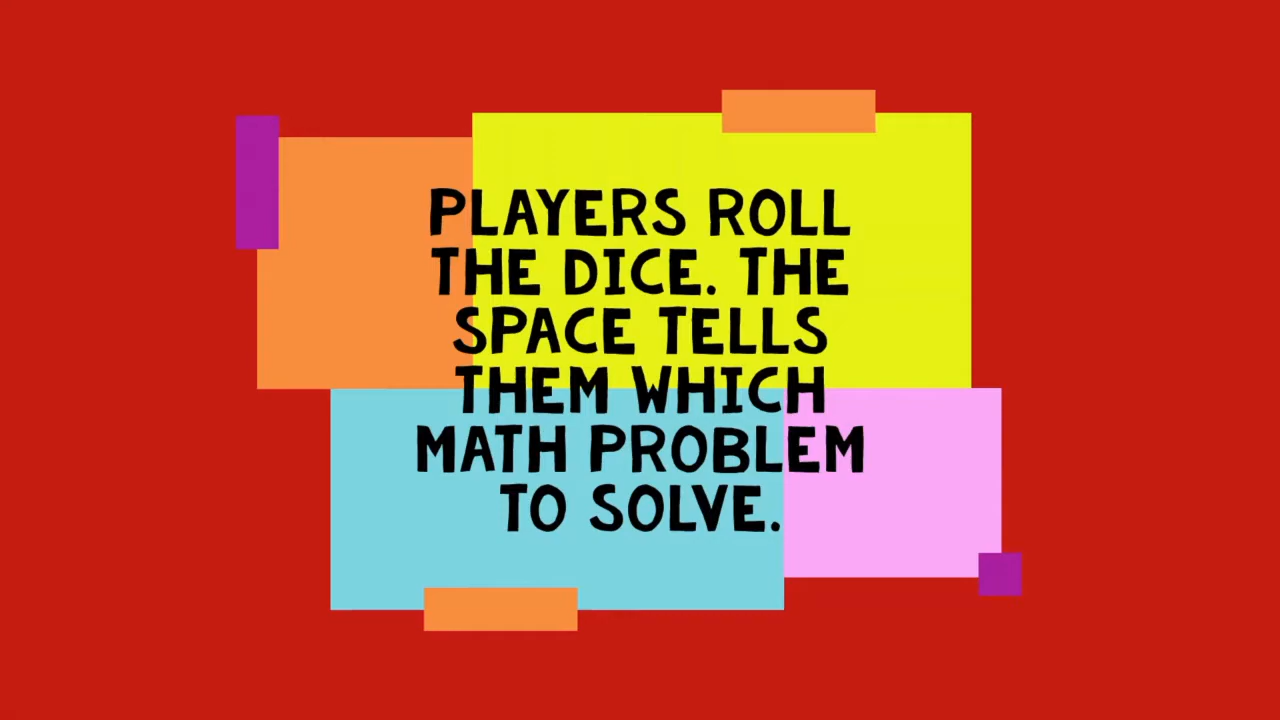 PLAYERS ROLL
THE DICE. THE
SPACE TELLS
THEM WHICH
MATH PROBLEM
TO SOLVE.